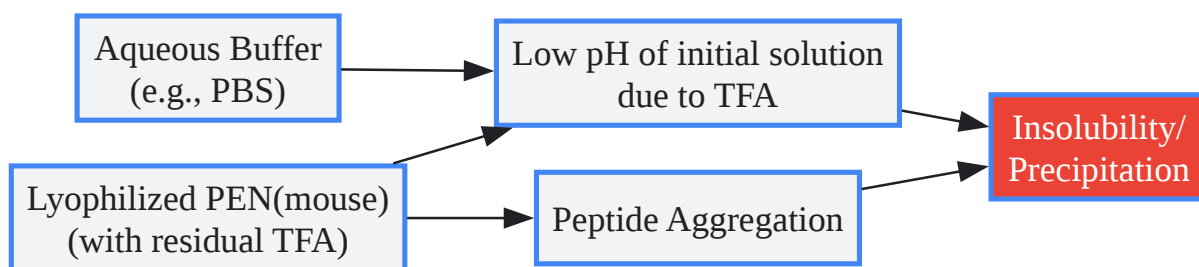 Aqueous Buffer
(e.g., PBS)
Low pH of initial solution
due to TFA
Insolubility/
Precipitation
Lyophilized PEN(mouse)
(with residual TFA)
Peptide Aggregation